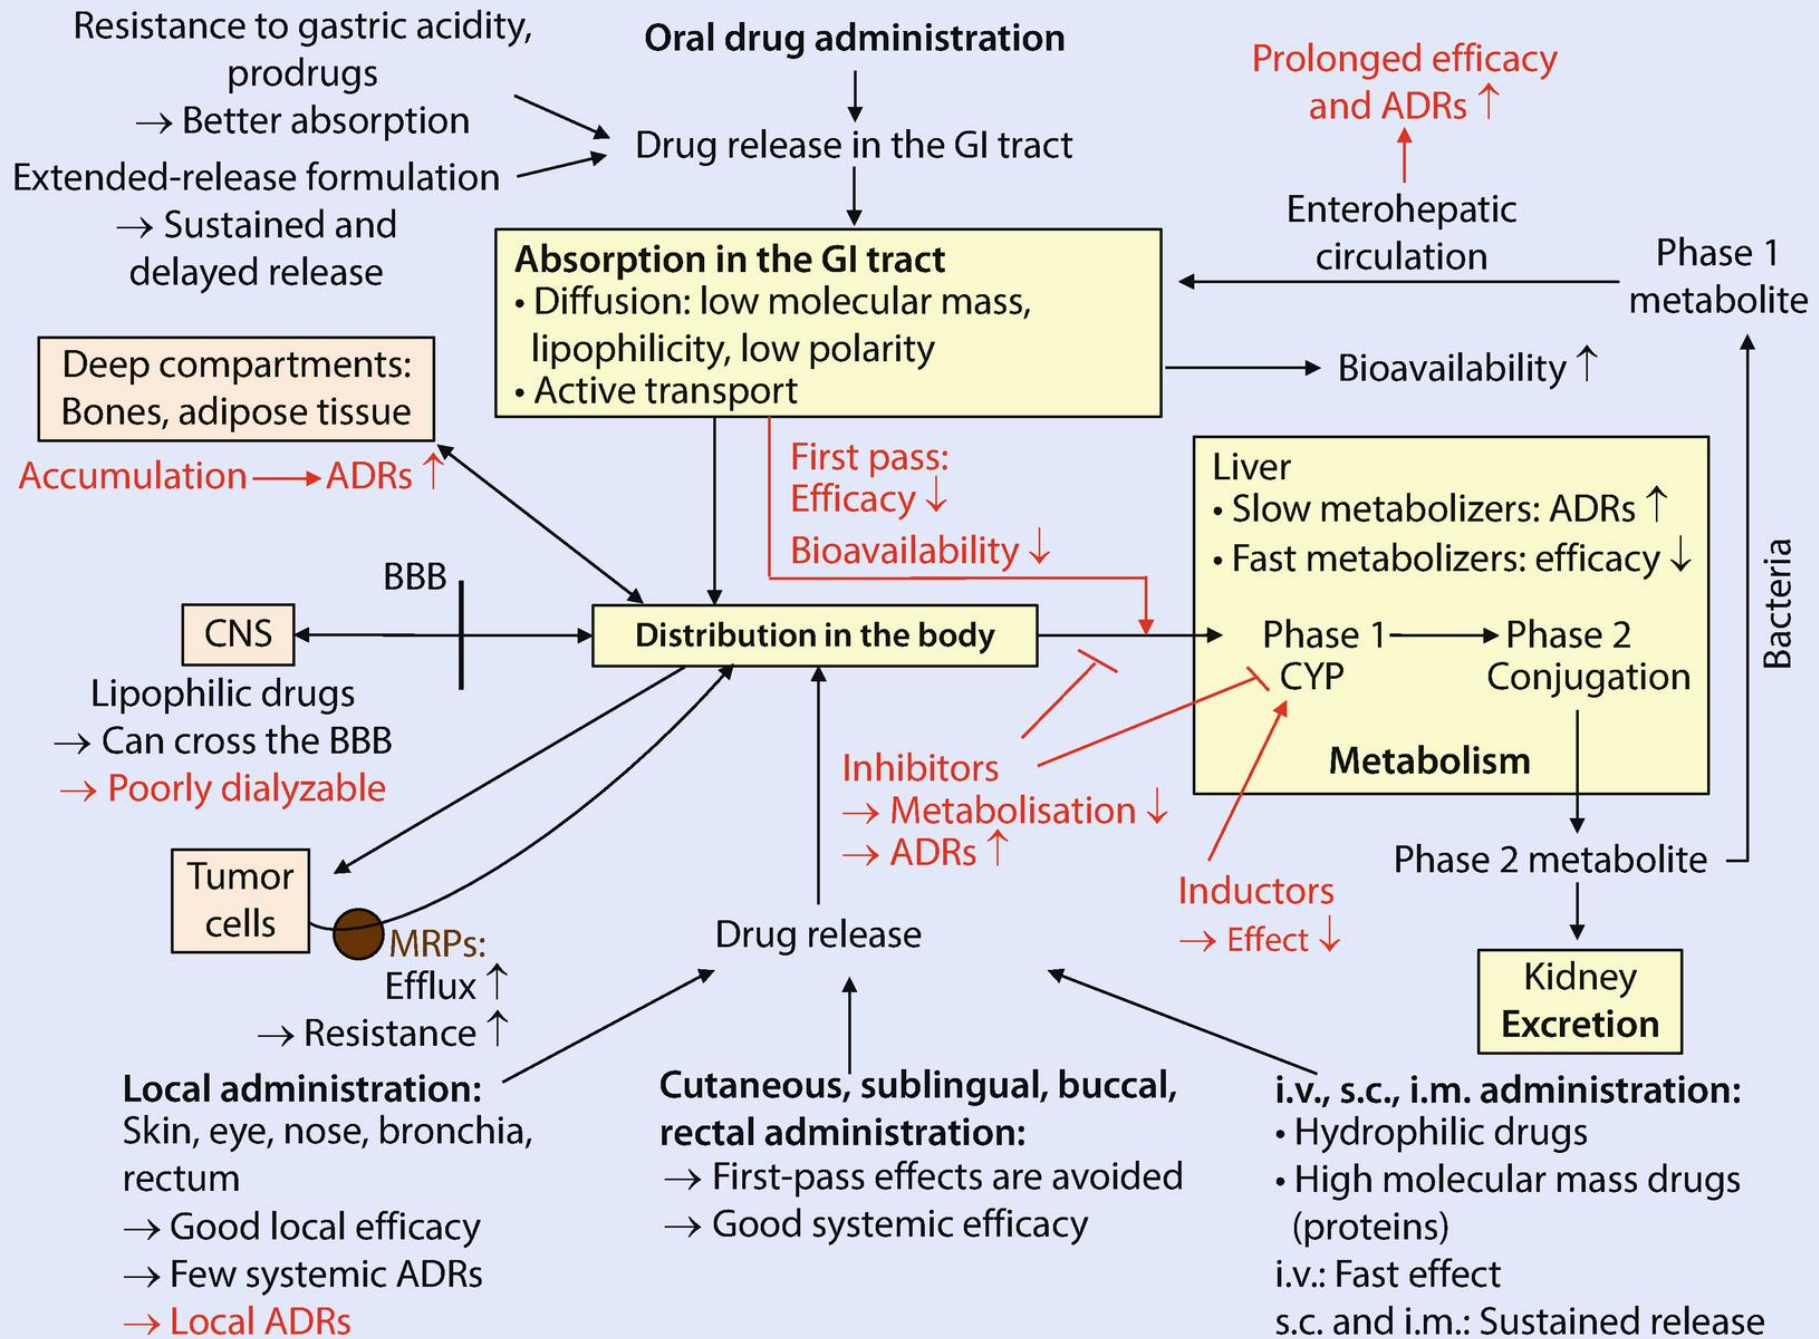 Resistance to gastric acidity,
prodrugs
→ Better absorption
Extended-release formulation
→ Sustained and
delayed release
Oral drug administration
Drug release in the GI tract
Prolonged efficacy
and ADRs ↑
Enterohepatic
circulation
Phase 1
metabolite
Absorption in the GI tract
• Diffusion: low molecular mass,
lipophilicity, low polarity
• Active transport
Bioavailability ↑
Deep compartments:
Bones, adipose tissue
Accumulation → ADRs ↑
First pass:
Efficacy ↓
Bioavailability ↓
Liver
• Slow metabolizers: ADRs ↑
• Fast metabolizers: efficacy ↓
Phase 1 → Phase 2
CYP Conjugation
Metabolism
Bacteria
BBB
CNS
Distribution in the body
Lipophilic drugs
→ Can cross the BBB
→ Poorly dialyzable
Inhibitors
→ Metabolisation ↓
→ ADRs ↑
Inductors
→ Effect ↓
Phase 2 metabolite
Kidney
Excretion
Tumor
cells
MRPs:
Efflux ↑
→ Resistance ↑
Drug release
Local administration:
Skin, eye, nose, bronchia,
rectum
→ Good local efficacy
→ Few systemic ADRs
→ Local ADRs
Cutaneous, sublingual, buccal,
rectal administration:
→ First-pass effects are avoided
→ Good systemic efficacy
i.v., s.c., i.m. administration:
• Hydrophilic drugs
• High molecular mass drugs
(proteins)
i.v.: Fast effect
s.c. and i.m.: Sustained release